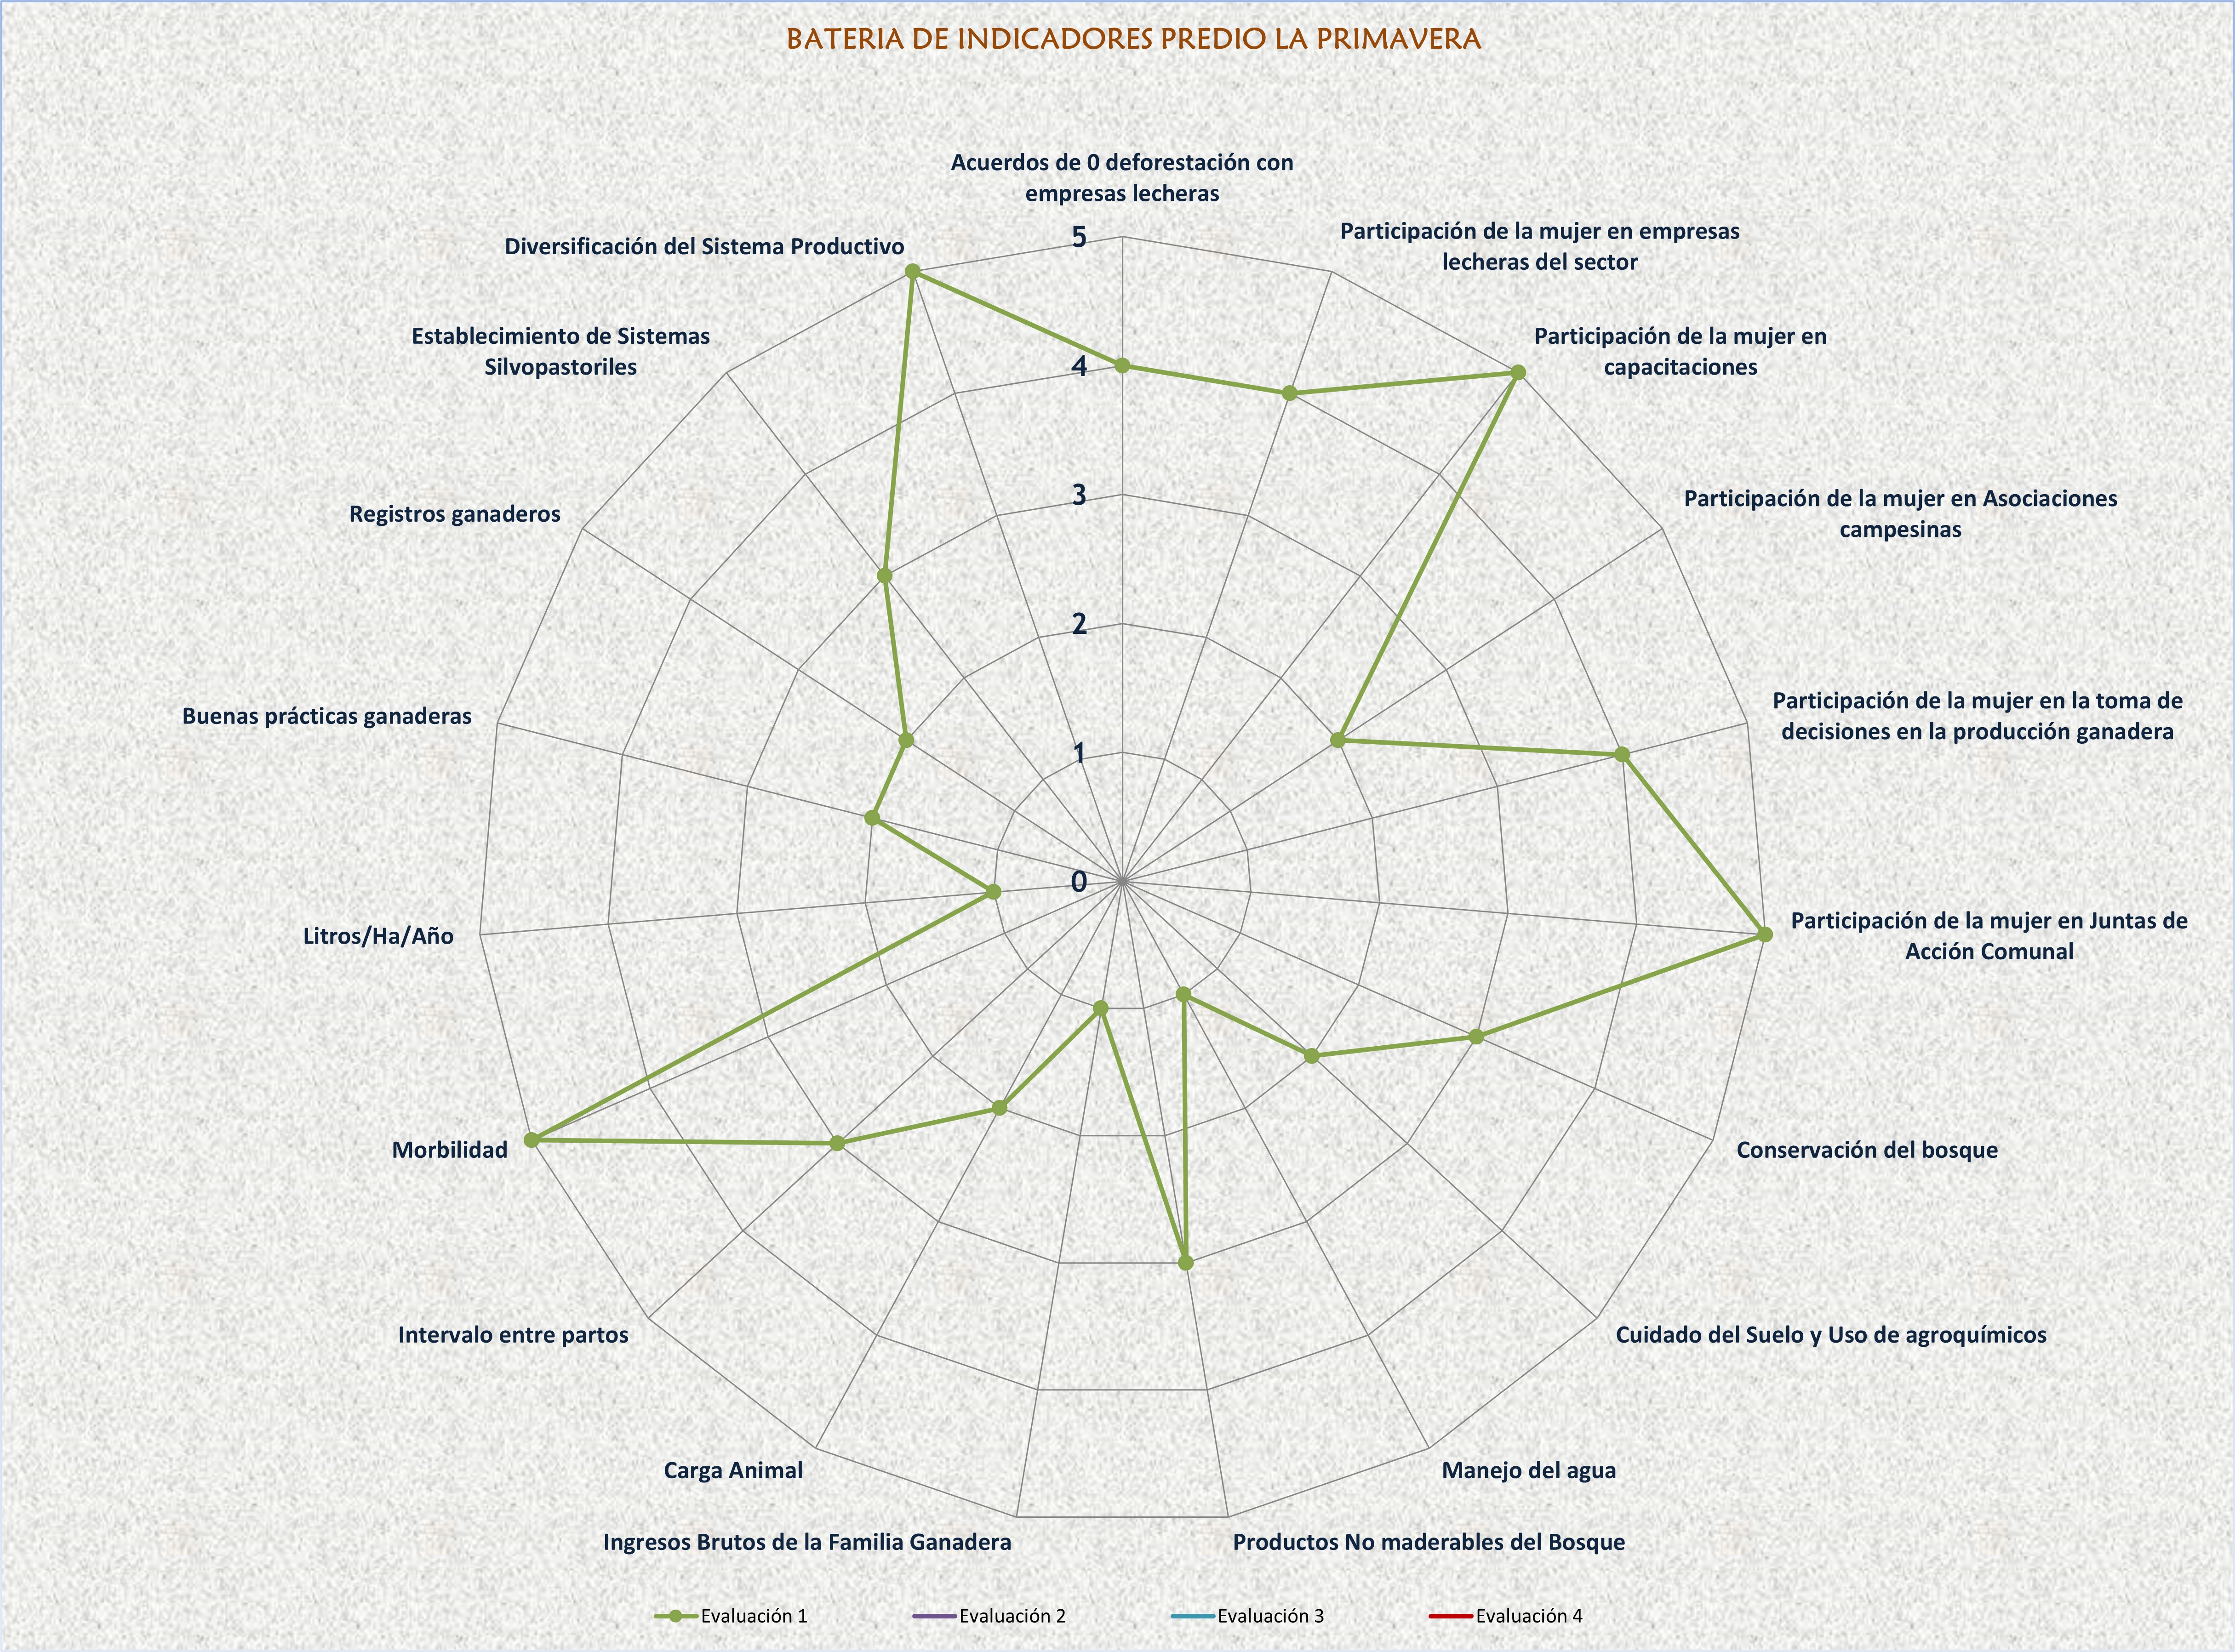 BATERIA DE INDICADORES PREDIO LA PRIMAVERA
Acuerdos de 0 deforestación con
empresas lecheras
Participación de la mujer en empresas
lecheras del sector
Participación de la mujer en
capacitaciones
Participación de la mujer en Asociaciones
campesinas
Participación de la mujer en la toma de
decisiones en la producción ganadera
Participación de la mujer en Juntas de
Acción Comunal
Conservación del bosque
Cuidado del Suelo y Uso de agroquímicos
Manejo del agua
Productos No maderables del Bosque
Ingresos Brutos de la Familia Ganadera
Carga Animal
Intervalo entre partos
Morbilidad
Litros/Ha/Año
Buenas prácticas ganaderas
Registros ganaderos
Establecimiento de Sistemas
Silvopastoriles
Diversificación del Sistema Productivo
5
4
3
2
1
0
Evaluación 1
Evaluación 2
Evaluación 3
Evaluación 4